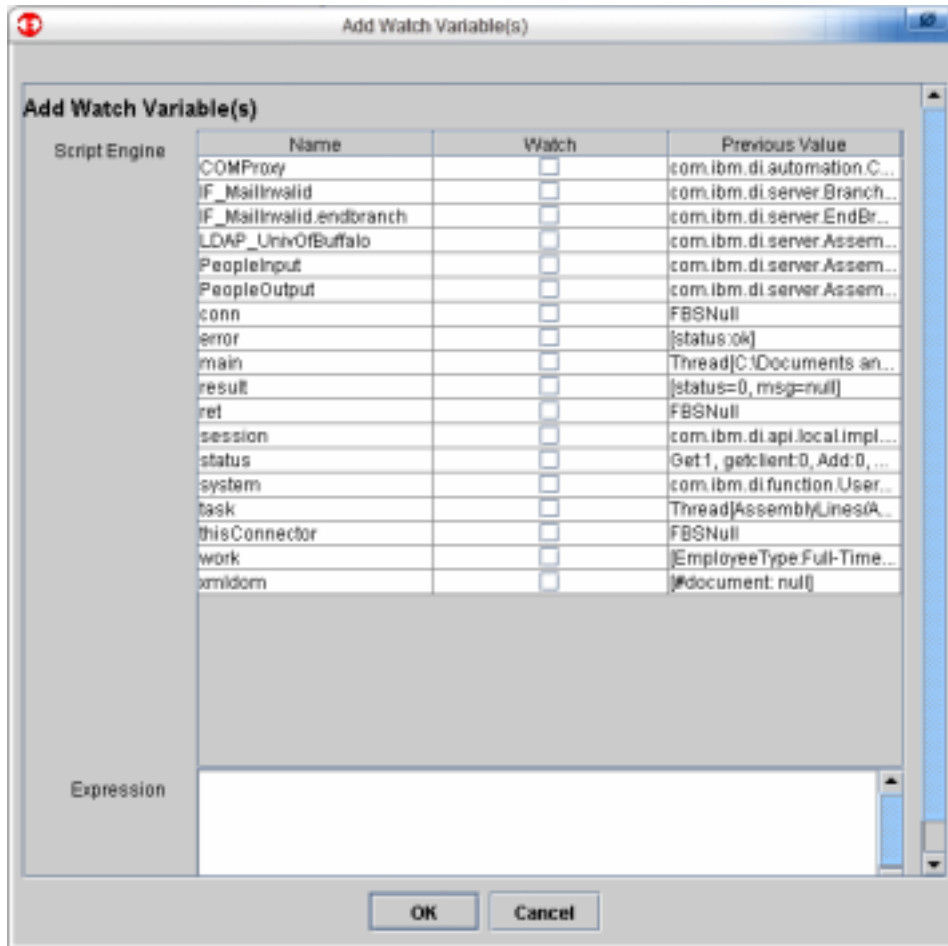 Add Watch Variable(s)
Add Watch Variable(s)
Script Engine Name Watch Previous Value
COMProxy com.ibm.di.automation.C...
IF_MailInvalid com.ibm.di.server.Branch...
IF_MailInvalid.endbranch com.ibm.di.server.EndBr...
LDAP_UnivOfBuffalo com.ibm.di.server.Assem...
PeopleInput com.ibm.di.server.Assem...
PeopleOutput com.ibm.di.server.Assem...
conn FBSNull
error [status:ok]
main Thread[C:\Documents an...
result [status=0, msg=null]
ret FBSNull
session com.ibm.di.api.local.impl....
status Get:1, getclient:0, Add:0, ...
system com.ibm.di.function.User...
task Thread[AssemblyLines/A...
thisConnector FBSNull
work [EmployeeType:Full-Time...
xmldom [#document: null]
Expression
OK Cancel